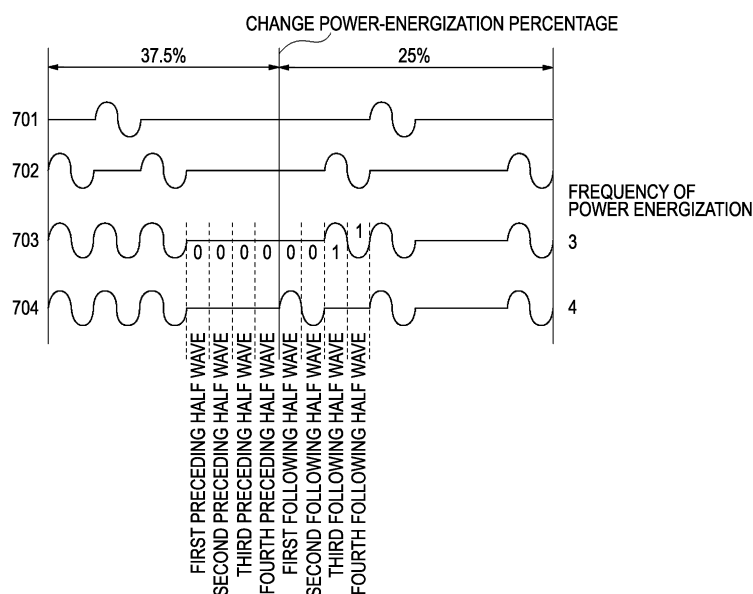 CHANGE POWER-ENERGIZATION PERCENTAGE
37.5%
25%
701
702
FREQUENCY OF
POWER ENERGIZATION
703
0 0 0 0 0 0 1 1
3
704
4
FIRST PRECEDING HALF WAVE
SECOND PRECEDING HALF WAVE
THIRD PRECEDING HALF WAVE
FOURTH PRECEDING HALF WAVE
FIRST FOLLOWING HALF WAVE
SECOND FOLLOWING HALF WAVE
THIRD FOLLOWING HALF WAVE
FOURTH FOLLOWING HALF WAVE